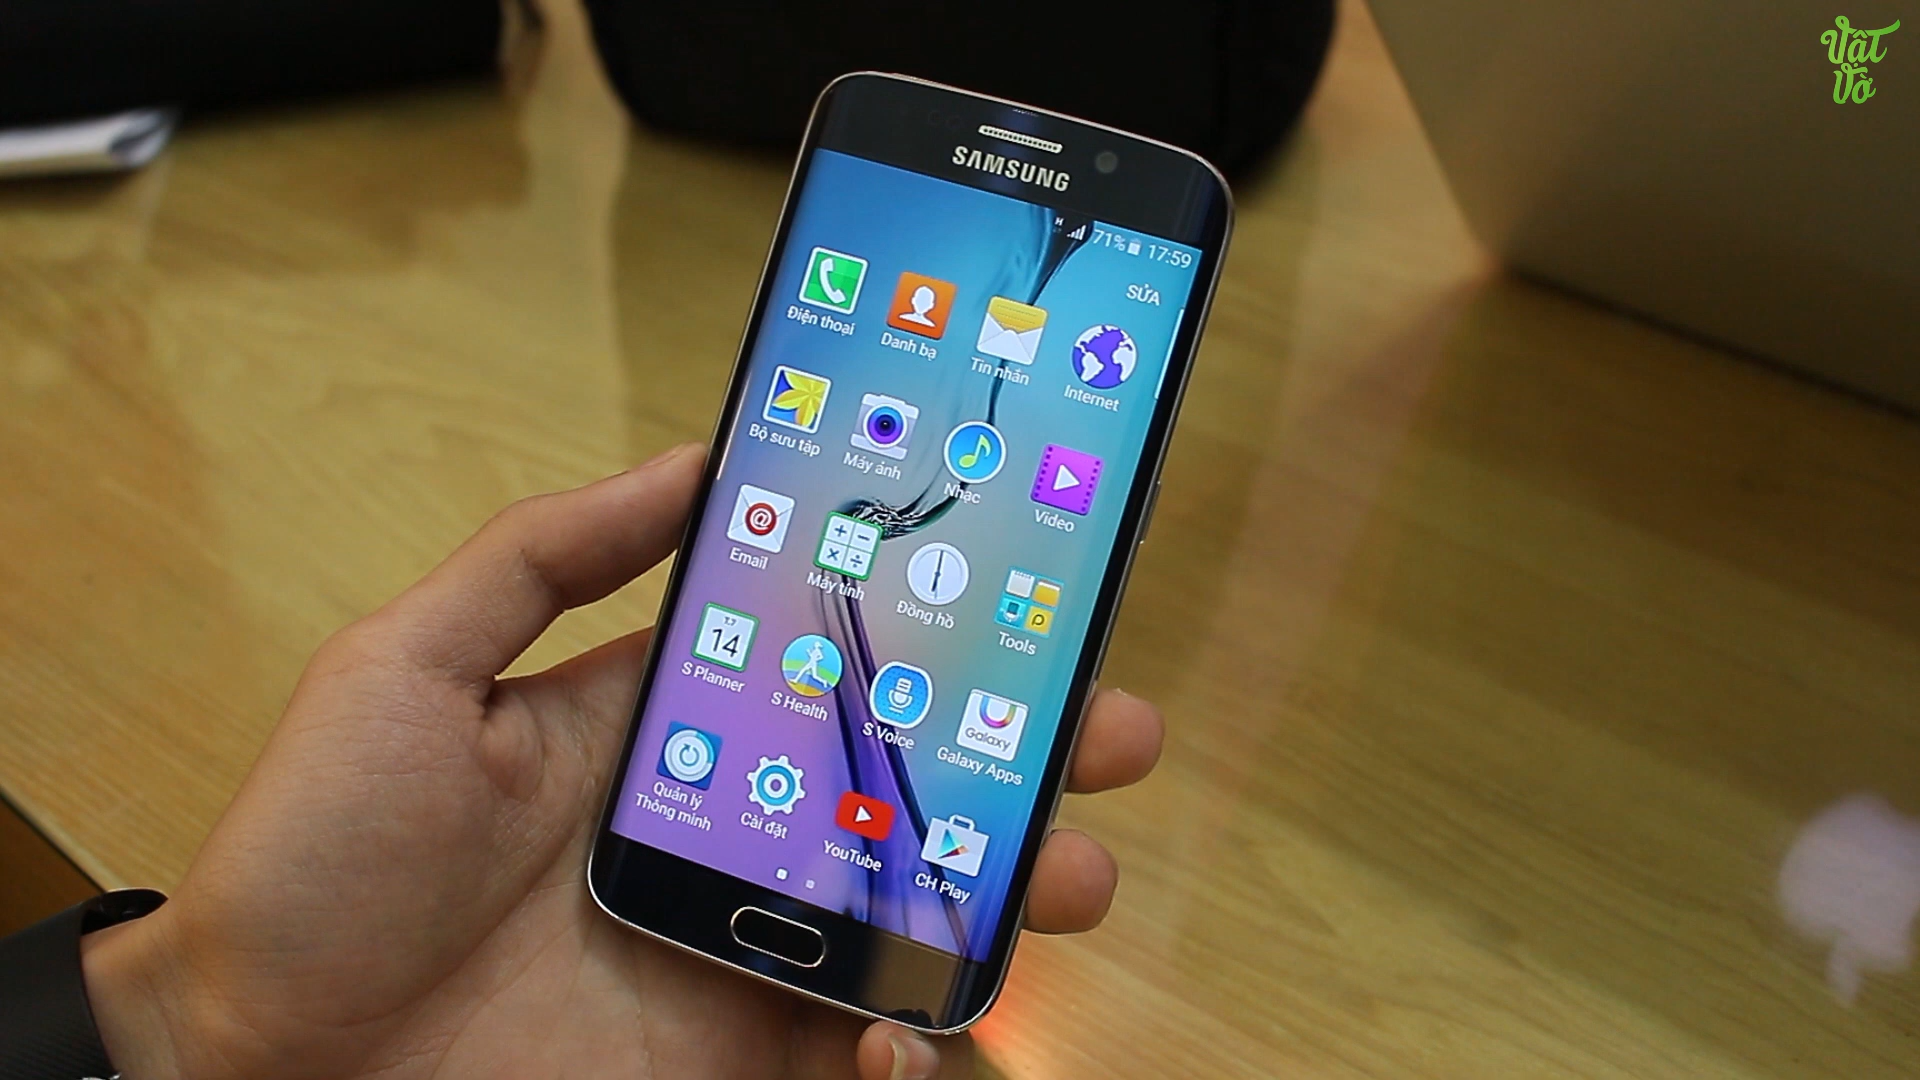 Vật
Vờ
SAMSUNG
H
71% 17:59
SỬA
Điện thoại
Danh bạ
Tin nhắn
Internet
Bộ sưu tập
Máy ảnh
Nhạc
Video
Email
Máy tính
Đồng hồ
Tools
14
S Planner
S Health
S Voice
Galaxy
Galaxy Apps
Quản lý
Thông minh
Cài đặt
YouTube
CH Play